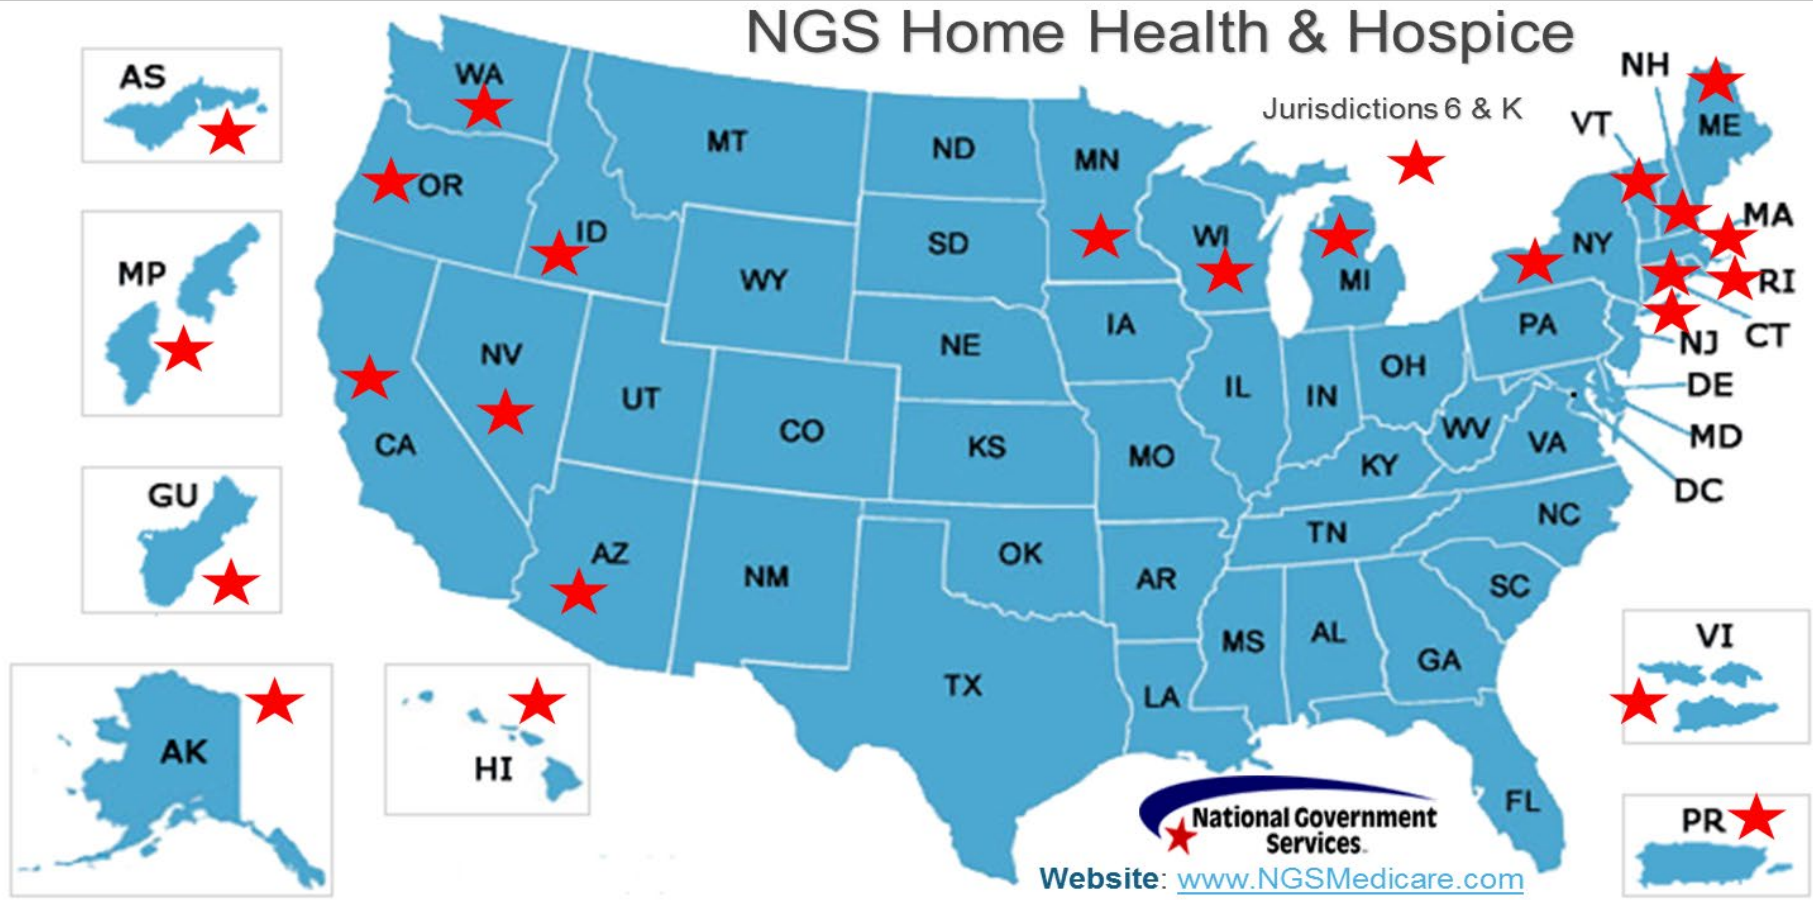 NGS Home Health & Hospice
Jurisdictions 6 & K
AS
MP
GU
AK
HI
WA
OR
ID
MT
ND
MN
SD
WI
MI
WY
NV
CA
UT
CO
NE
IA
KS
MO
IL
IN
OH
PA
NY
VT
NH
ME
MA
RI
CT
NJ
DE
MD
DC
WV
VA
KY
NC
TN
SC
AZ
NM
OK
AR
TX
LA
MS
AL
GA
FL
VI
PR
National Government
Services
Website: www.NGSMedicare.com